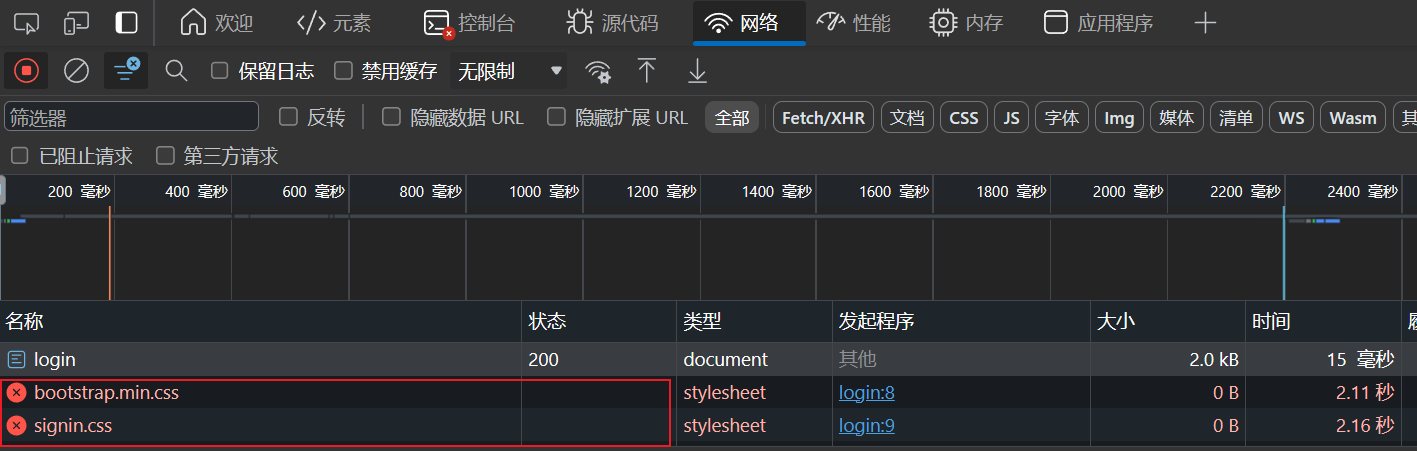 欢迎 元素 控制台 源代码 网络 性能 内存 应用程序
保留日志 禁用缓存 无限制
筛选器 反转 隐藏数据 URL 隐藏扩展 URL 全部 Fetch/XHR 文档 CSS JS 字体 Img 媒体 清单 WS Wasm
已阻止请求 第三方请求
200 毫秒 400 毫秒 600 毫秒 800 毫秒 1000 毫秒 1200 毫秒 1400 毫秒 1600 毫秒 1800 毫秒 2000 毫秒 2200 毫秒 2400 毫秒
名称 状态 类型 发起程序 大小 时间
login 200 document 其他 2.0 kB 15 毫秒
bootstrap.min.css stylesheet login:8 0 B 2.11 秒
signin.css stylesheet login:9 0 B 2.16 秒